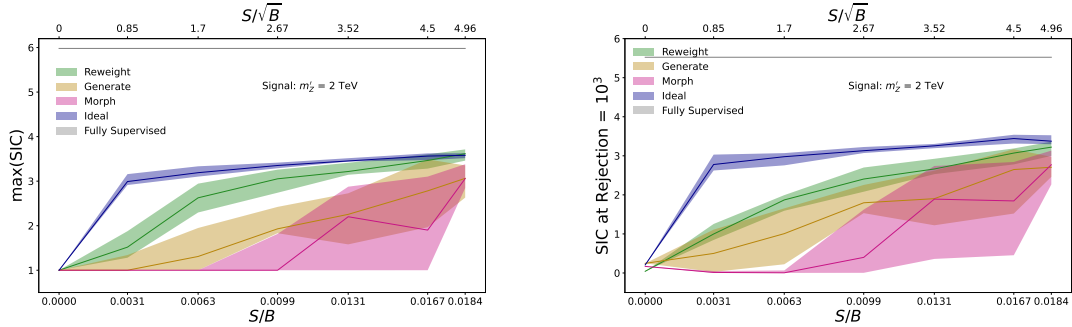 S/√B
0 0.85 1.7 2.67 3.52 4.5 4.96
6
5
4
3
2
1
max(SIC)
Reweight
Generate
Morph
Ideal
Fully Supervised
Signal: m′_Z = 2 TeV
0.0000 0.0031 0.0063 0.0099 0.0131 0.0167 0.0184
S/B
S/√B
0 0.85 1.7 2.67 3.52 4.5 4.96
6
5
4
3
2
1
0
SIC at Rejection = 10³
Reweight
Generate
Morph
Ideal
Fully Supervised
Signal: m′_Z = 2 TeV
0.0000 0.0031 0.0063 0.0099 0.0131 0.0167 0.0184
S/B